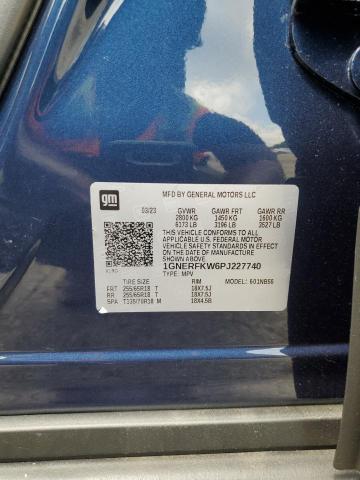 gm
MFD BY GENERAL MOTORS LLC
03/23 GVWR GAWR FRT GAWR RR
2800 KG 1450 KG 1600 KG
6173 LB 3196 LB 3527 LB
THIS VEHICLE CONFORMS TO ALL
APPLICABLE U.S. FEDERAL MOTOR
VEHICLE SAFETY STANDARDS IN EFFECT
ON THE DATE OF MANUFACTURE
SHOWN ABOVE.
1GNERFKW6PJ227740
TYPE: MPV
TIRE SIZE RIM MODEL:
FRT 255/65R18 T 18X7.5J
RR 255/65R18 T 18X7.5J
SPA T135/70R18 M 18X4.5B